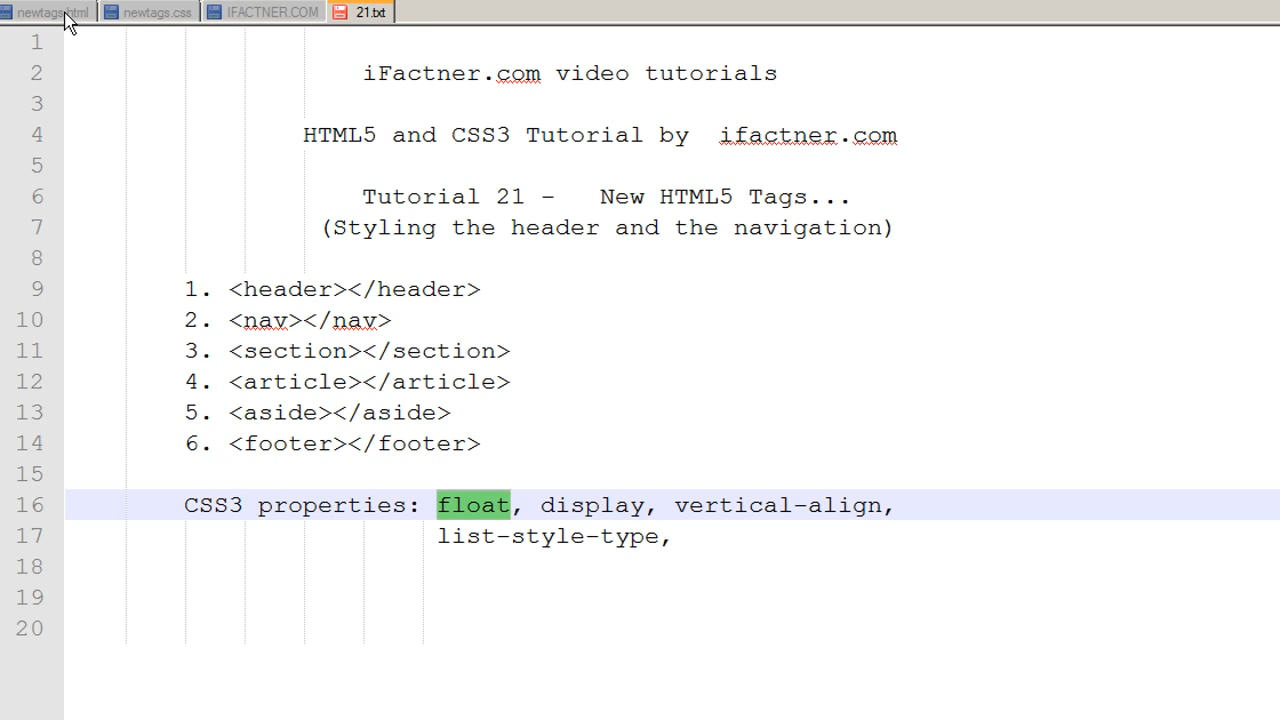 newtags.html newtags.css IFACTNER.COM 21.txt
1
2 iFactner.com video tutorials
3
4 HTML5 and CSS3 Tutorial by ifactner.com
5
6 Tutorial 21 - New HTML5 Tags...
7 (Styling the header and the navigation)
8
9 1. <header></header>
10 2. <nav></nav>
11 3. <section></section>
12 4. <article></article>
13 5. <aside></aside>
14 6. <footer></footer>
15
16 CSS3 properties: float, display, vertical-align,
17 list-style-type,
18
19
20